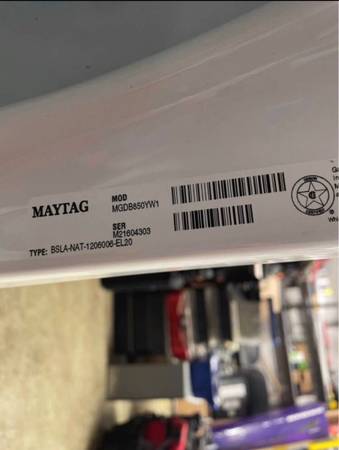 MAYTAG
MOD
MGDB850YW1
SER
M21604303
TYPE: BSLA-NAT-1206006-EL20